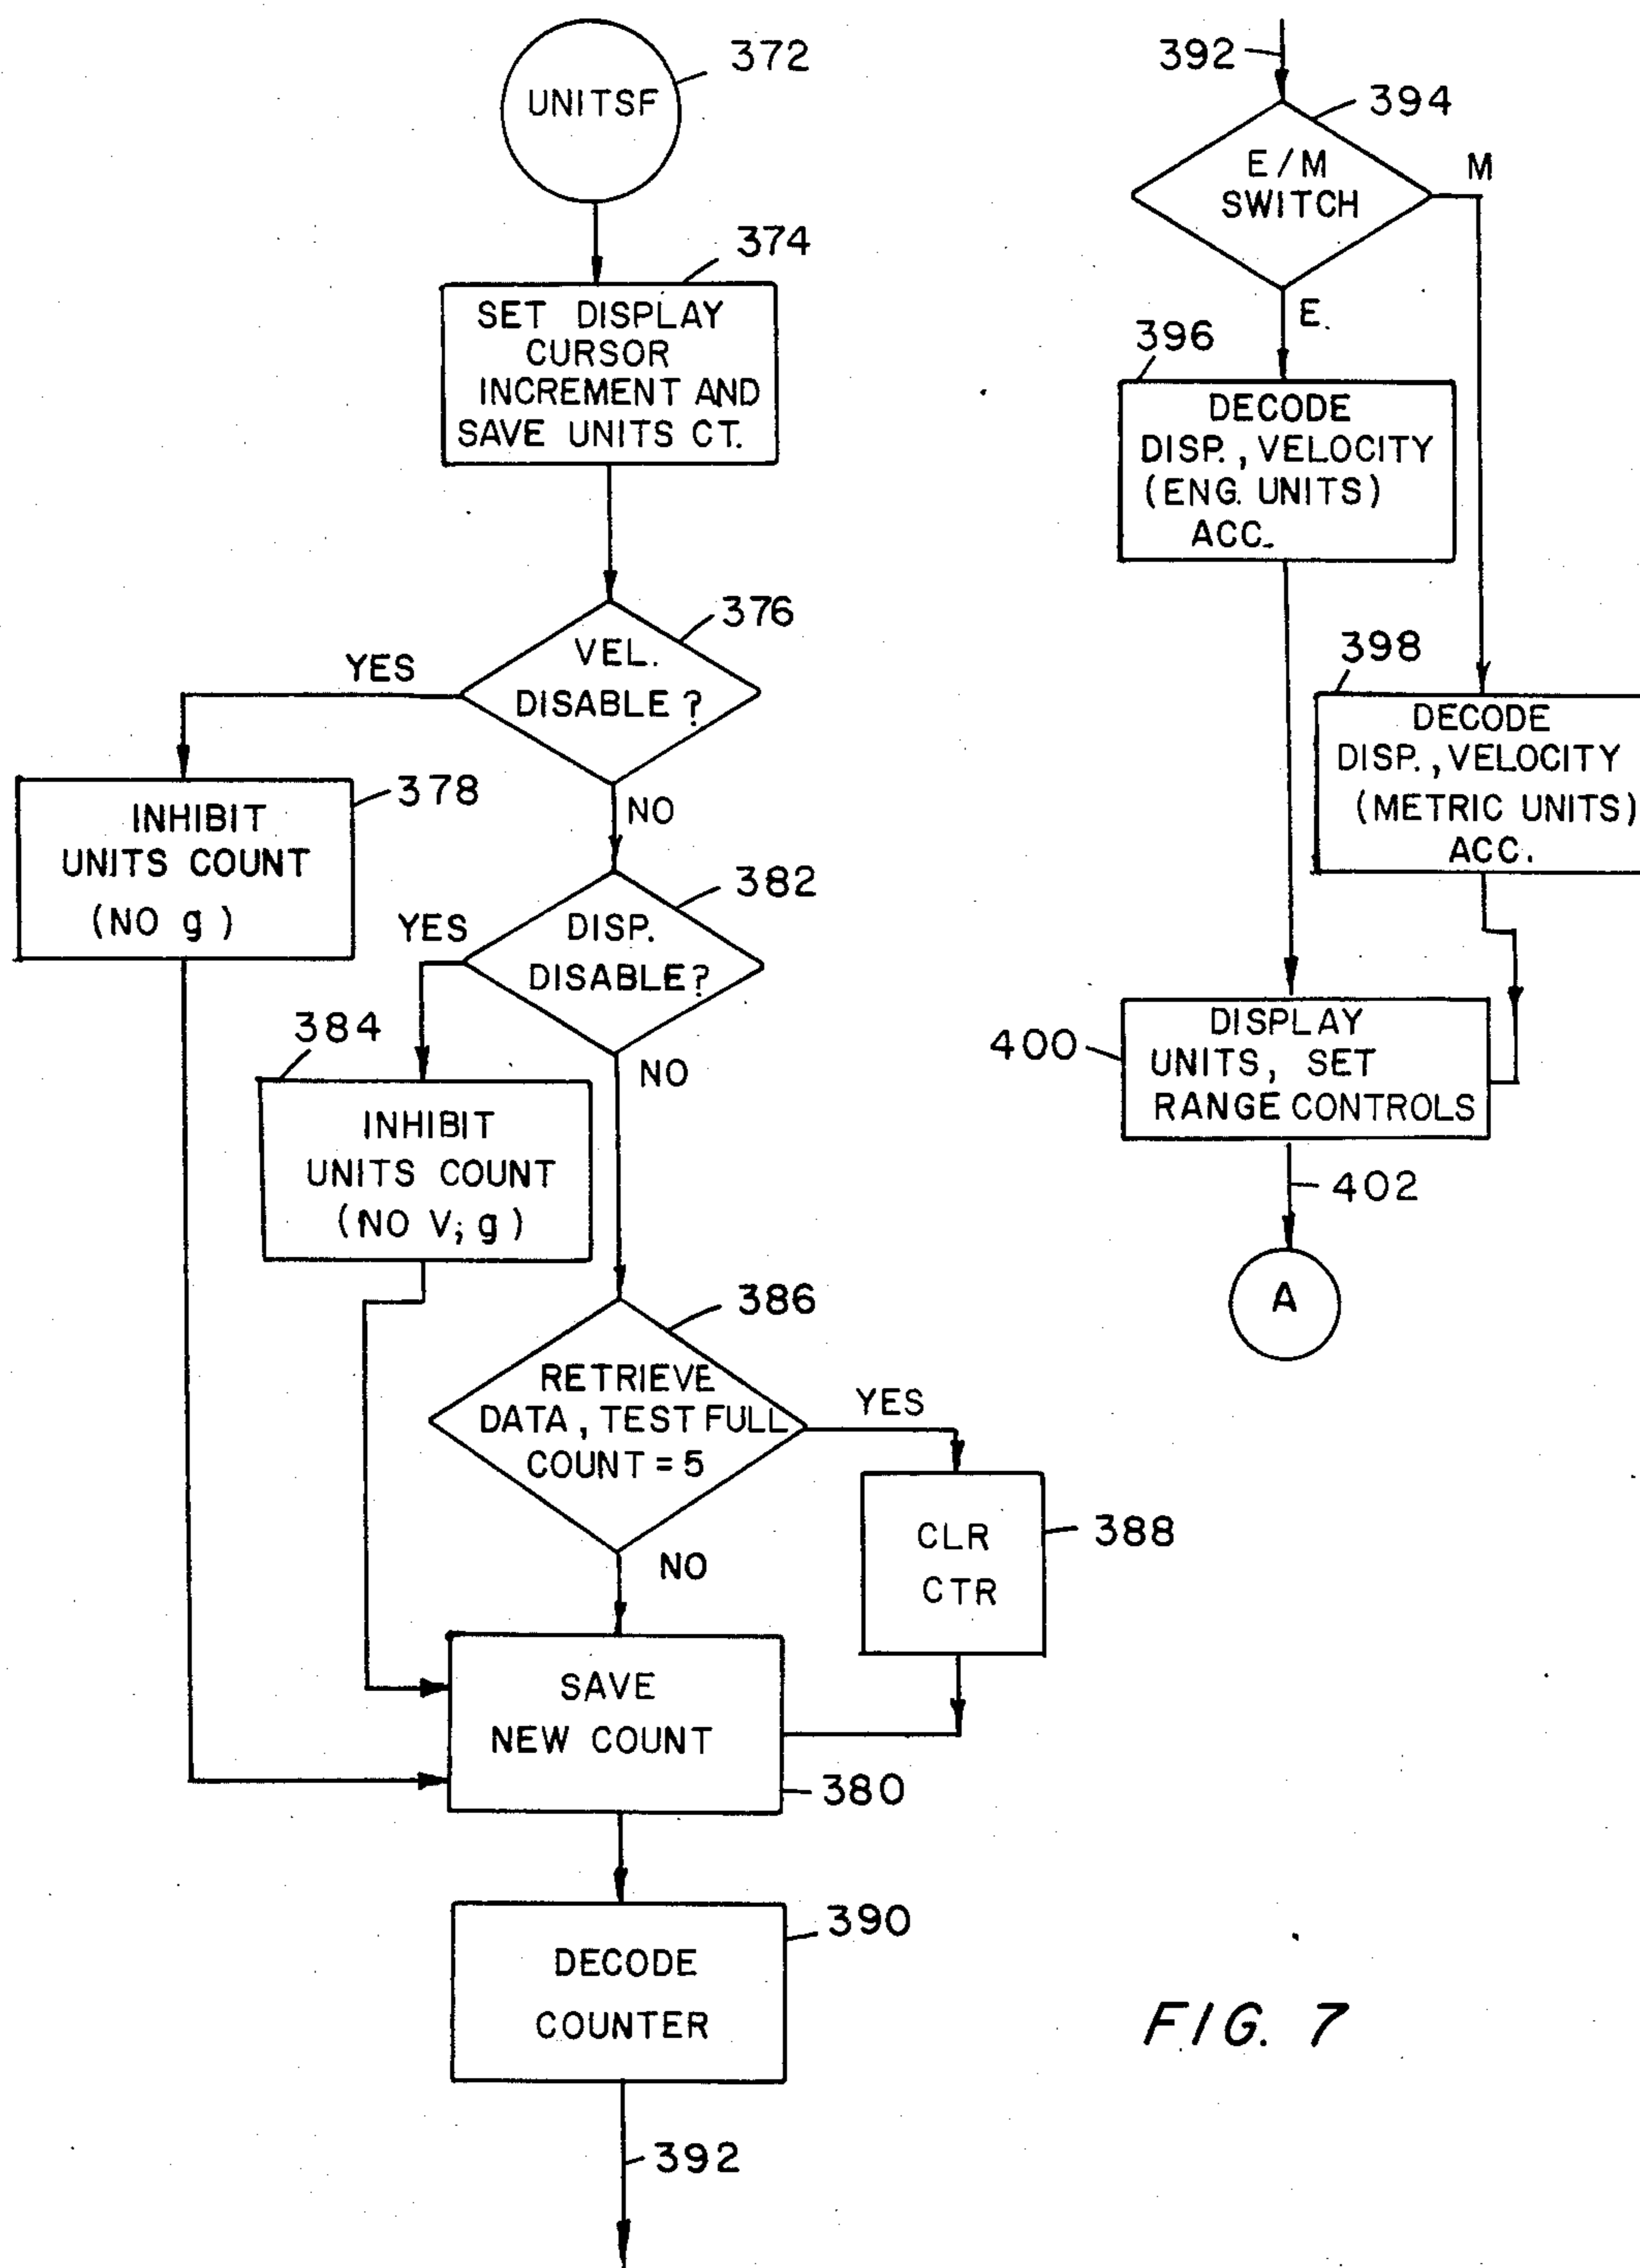 372
UNITSF
374
SET DISPLAY
CURSOR
INCREMENT AND
SAVE UNITS CT.
376
VEL.
DISABLE ?
YES
NO
378
INHIBIT
UNITS COUNT
(NO g)
382
DISP.
DISABLE?
YES
NO
384
INHIBIT
UNITS COUNT
(NO V; g)
386
RETRIEVE
DATA, TEST FULL
COUNT = 5
YES
NO
388
CLR
CTR
SAVE
NEW COUNT
380
390
DECODE
COUNTER
392
392
394
E/M
SWITCH
M
E.
396
DECODE
DISP., VELOCITY
(ENG. UNITS)
ACC.
398
DECODE
DISP., VELOCITY
(METRIC UNITS)
ACC.
400
DISPLAY
UNITS, SET
RANGE CONTROLS
402
A
FIG. 7